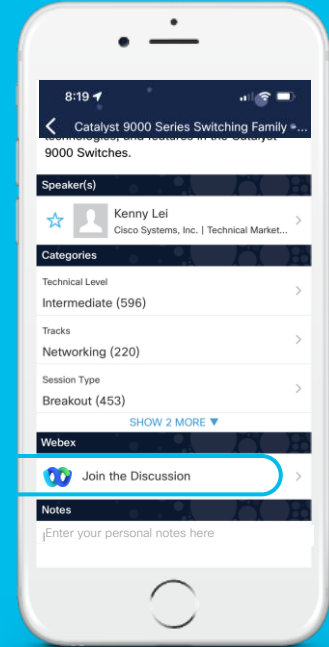 8:19
Catalyst 9000 Series Switching Family -...
technologies, and features in the Catalyst
9000 Switches.
Speaker(s)
Kenny Lei
Cisco Systems, Inc. | Technical Market...
Categories
Technical Level
Intermediate (596)
Tracks
Networking (220)
Session Type
Breakout (453)
SHOW 2 MORE ▼
Webex
Join the Discussion
Notes
Enter your personal notes here